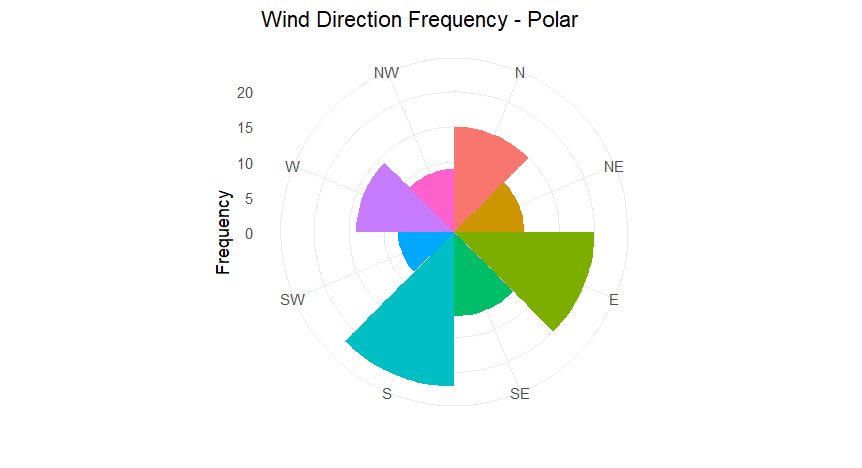 Wind Direction Frequency - Polar
NW
N
20
15
10
5
0
W
NE
Frequency
SW
E
S
SE